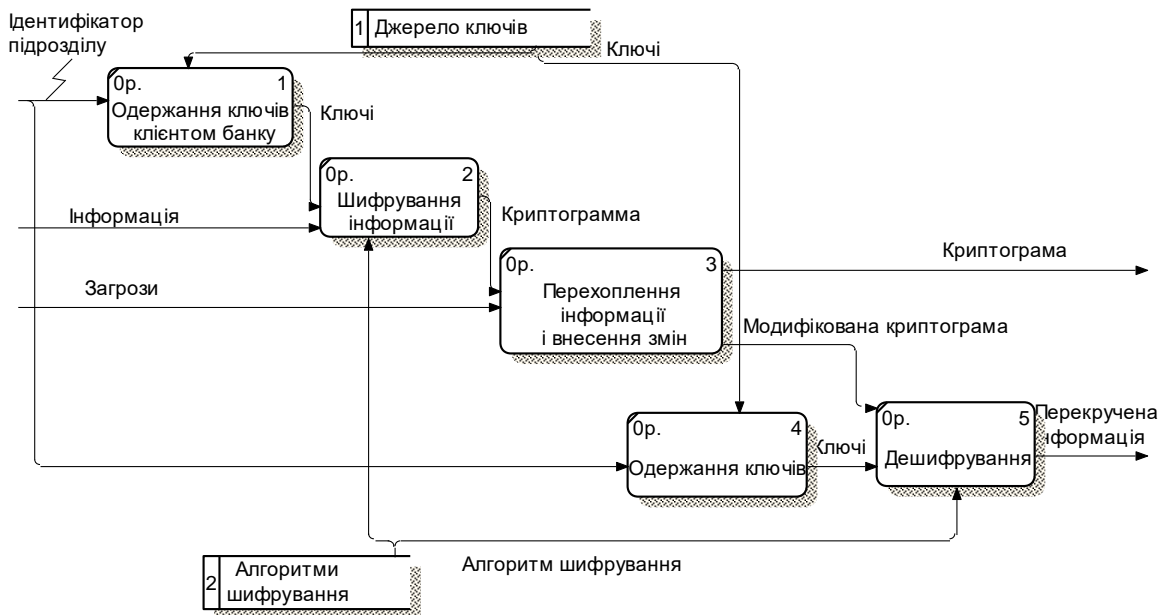 Ідентифікатор
підрозділу
1 Джерело ключів
Ключі
0р. 1
Одержання ключів
клієнтом банку
Ключі
0р. 2
Шифрування
інформації
Інформація
Криптограмма
0р. 3
Перехоплення
інформації
і внесення змін
Криптограма
Загрози
Модифікована криптограма
0р. 4
Одержання ключів
Ключі
0р. 5
Дешифрування
Перекручена
інформація
2 Алгоритми
шифрування
Алгоритм шифрування